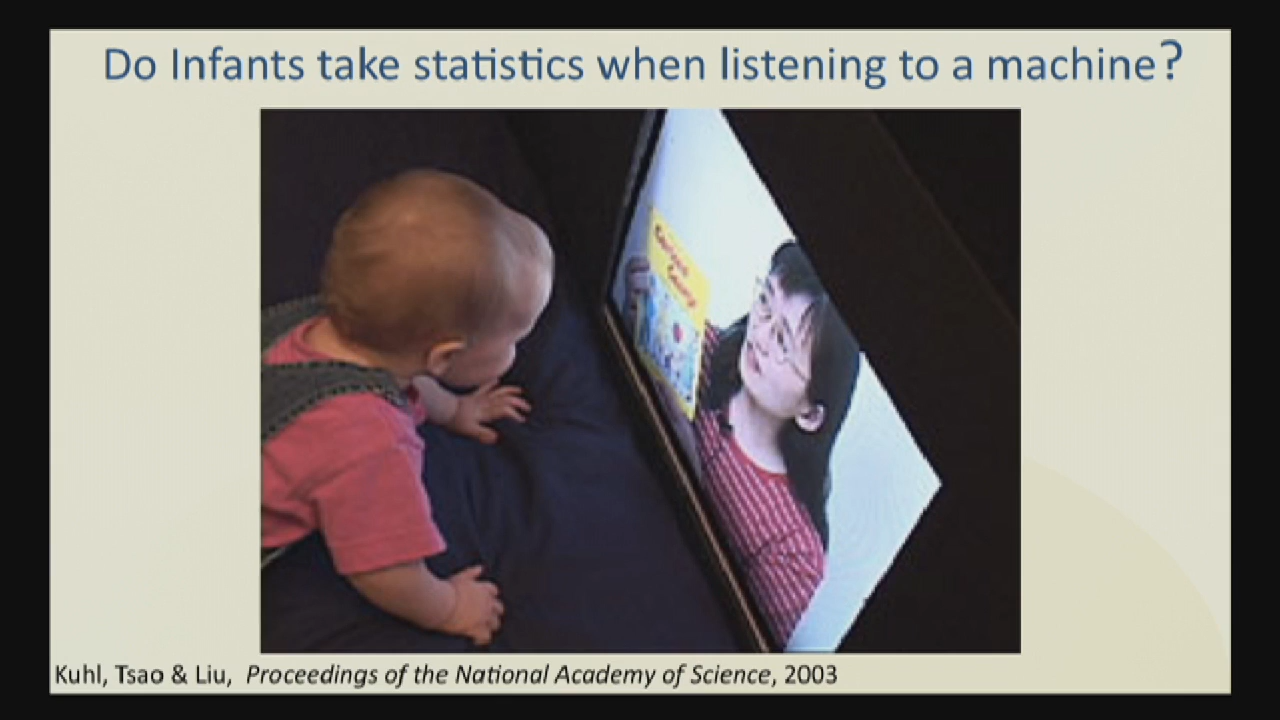 Do Infants take statistics when listening to a machine?
Kuhl, Tsao & Liu, Proceedings of the National Academy of Science, 2003